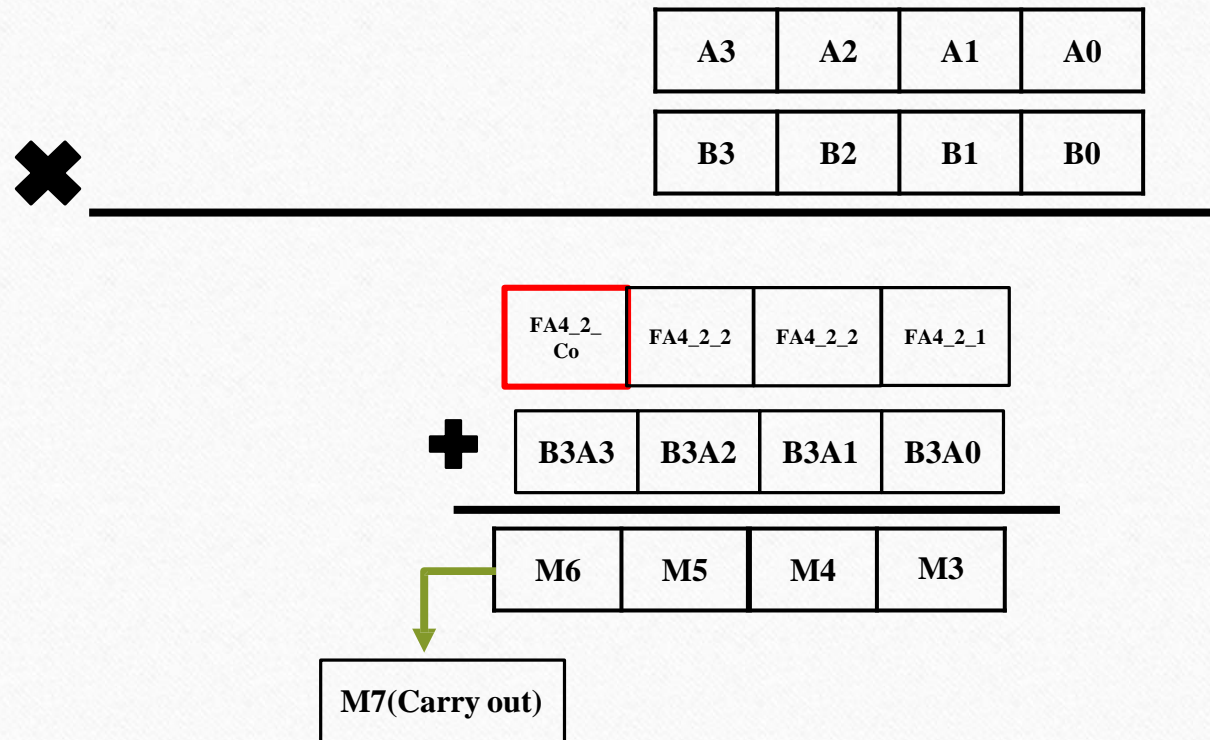 A3 A2 A1 A0
B3 B2 B1 B0
FA4_2_
Co
FA4_2_2 FA4_2_2 FA4_2_1
B3A3 B3A2 B3A1 B3A0
M6 M5 M4 M3
M7(Carry out)